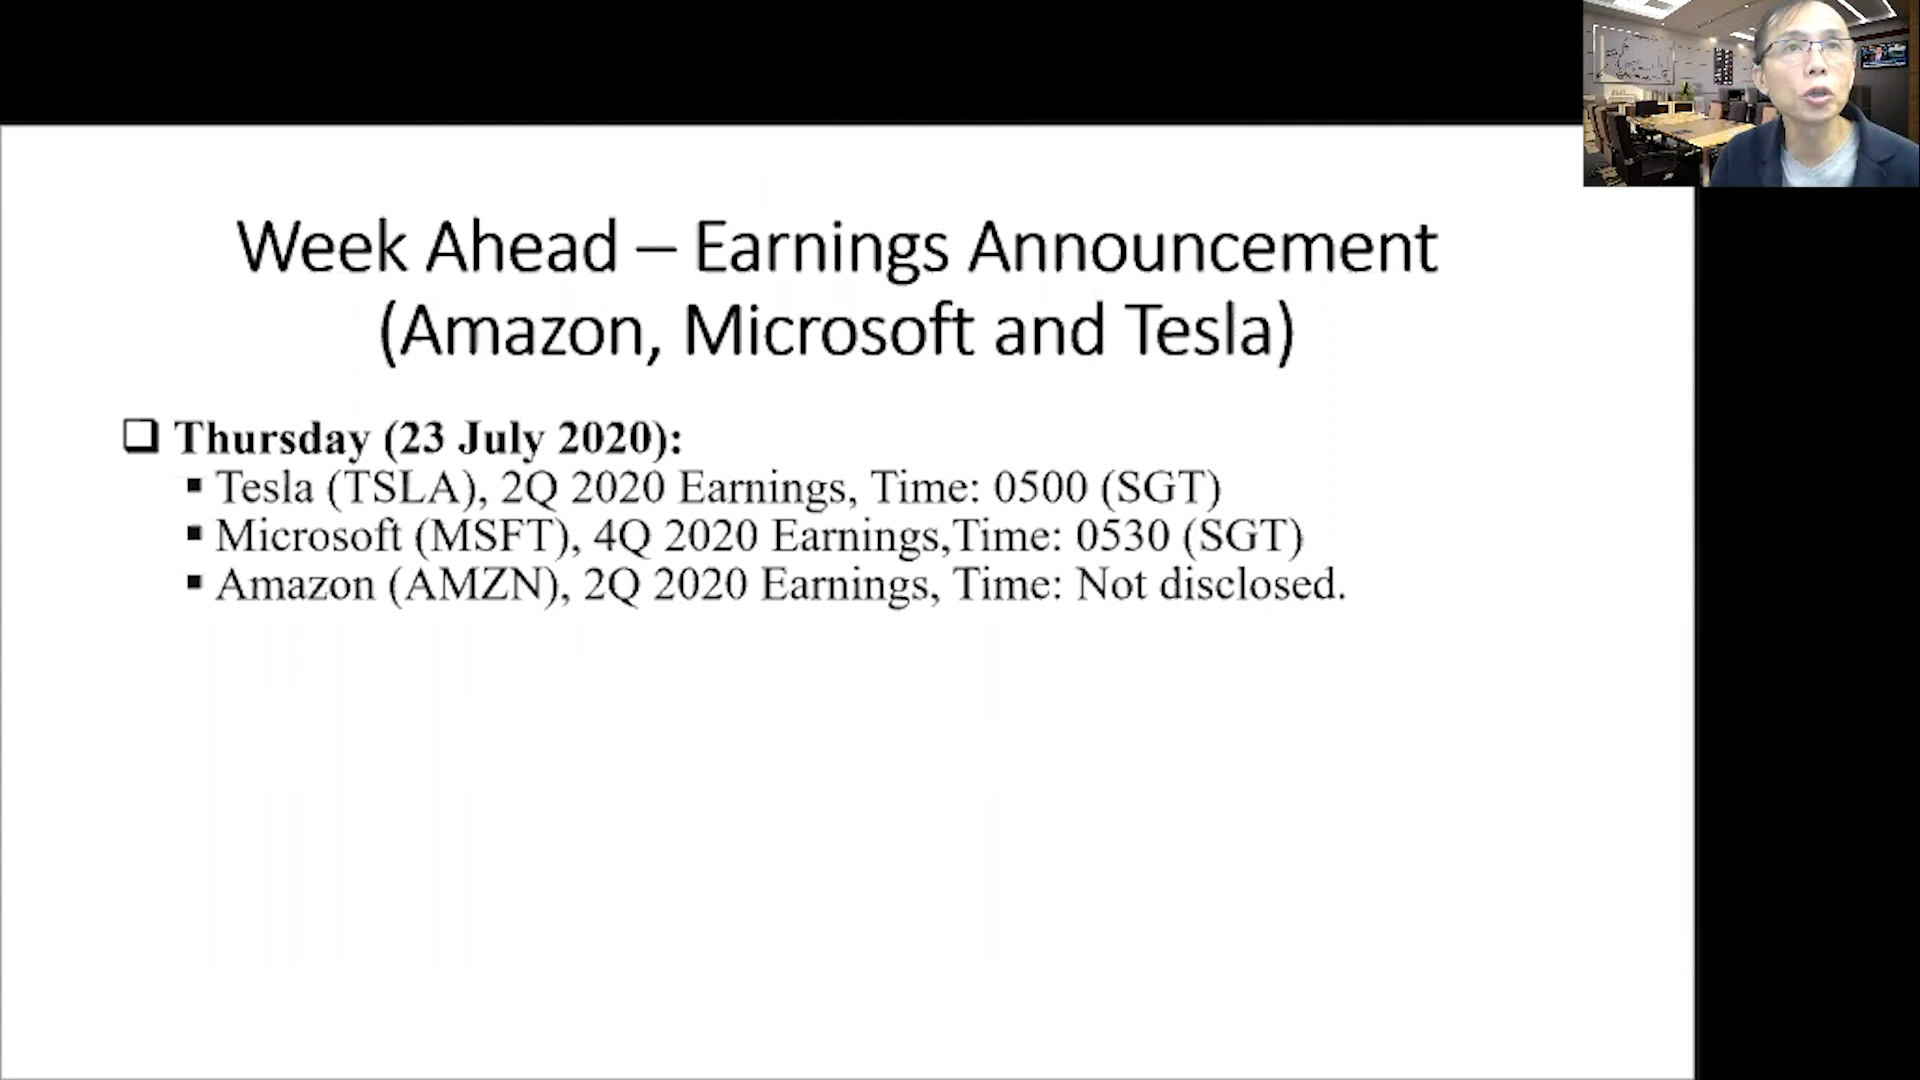 Week Ahead – Earnings Announcement
(Amazon, Microsoft and Tesla)
❑ Thursday (23 July 2020):
▪ Tesla (TSLA), 2Q 2020 Earnings, Time: 0500 (SGT)
▪ Microsoft (MSFT), 4Q 2020 Earnings,Time: 0530 (SGT)
▪ Amazon (AMZN), 2Q 2020 Earnings, Time: Not disclosed.